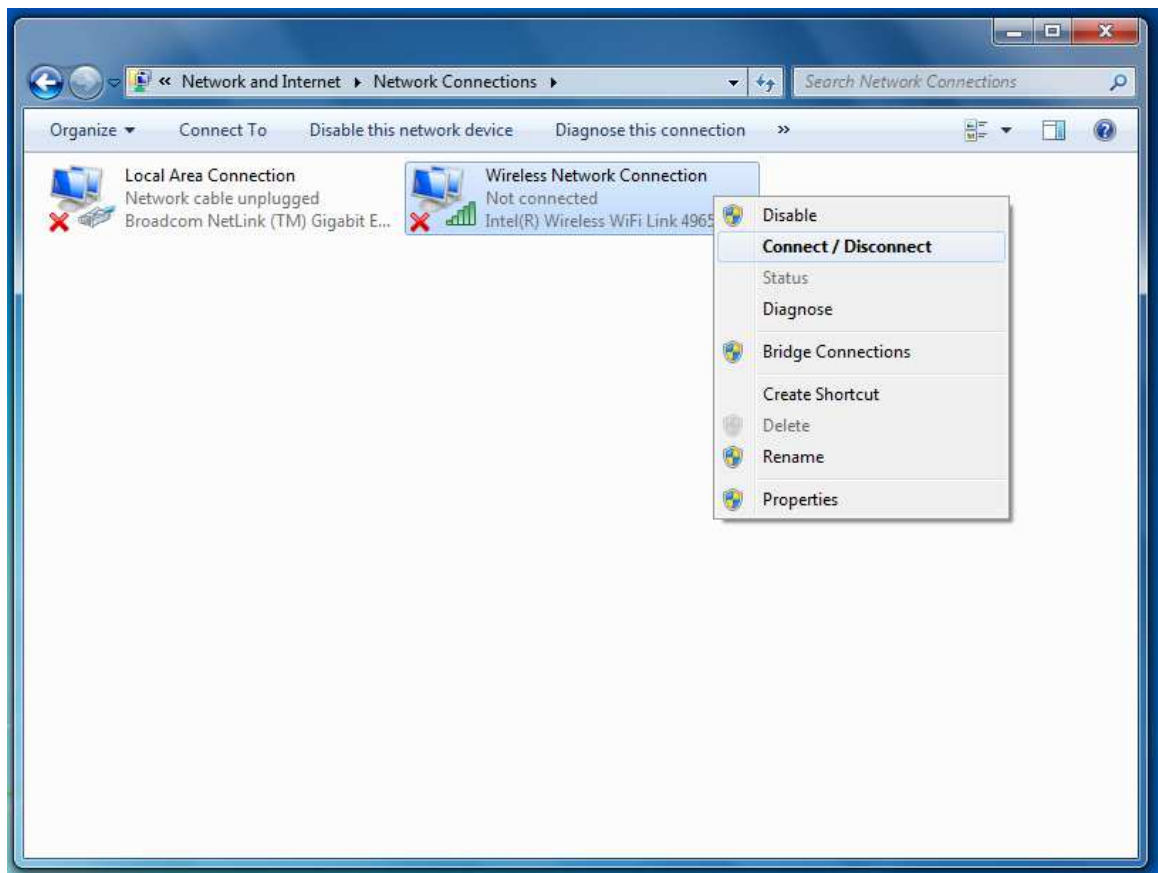 « Network and Internet ▸ Network Connections ▸
Search Network Connections
Organize ▾ Connect To Disable this network device Diagnose this connection »
Local Area Connection
Network cable unplugged
Broadcom NetLink (TM) Gigabit E...
Wireless Network Connection
Not connected
Intel(R) Wireless WiFi Link 4965
Disable
Connect / Disconnect
Status
Diagnose
Bridge Connections
Create Shortcut
Delete
Rename
Properties